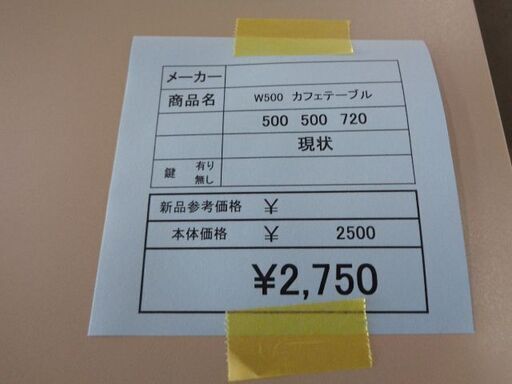 メーカー
商品名 W500 カフェテーブル
500 500 720
現状
鍵 有り
無し
新品参考価格 ¥
本体価格 ¥ 2500
¥2,750